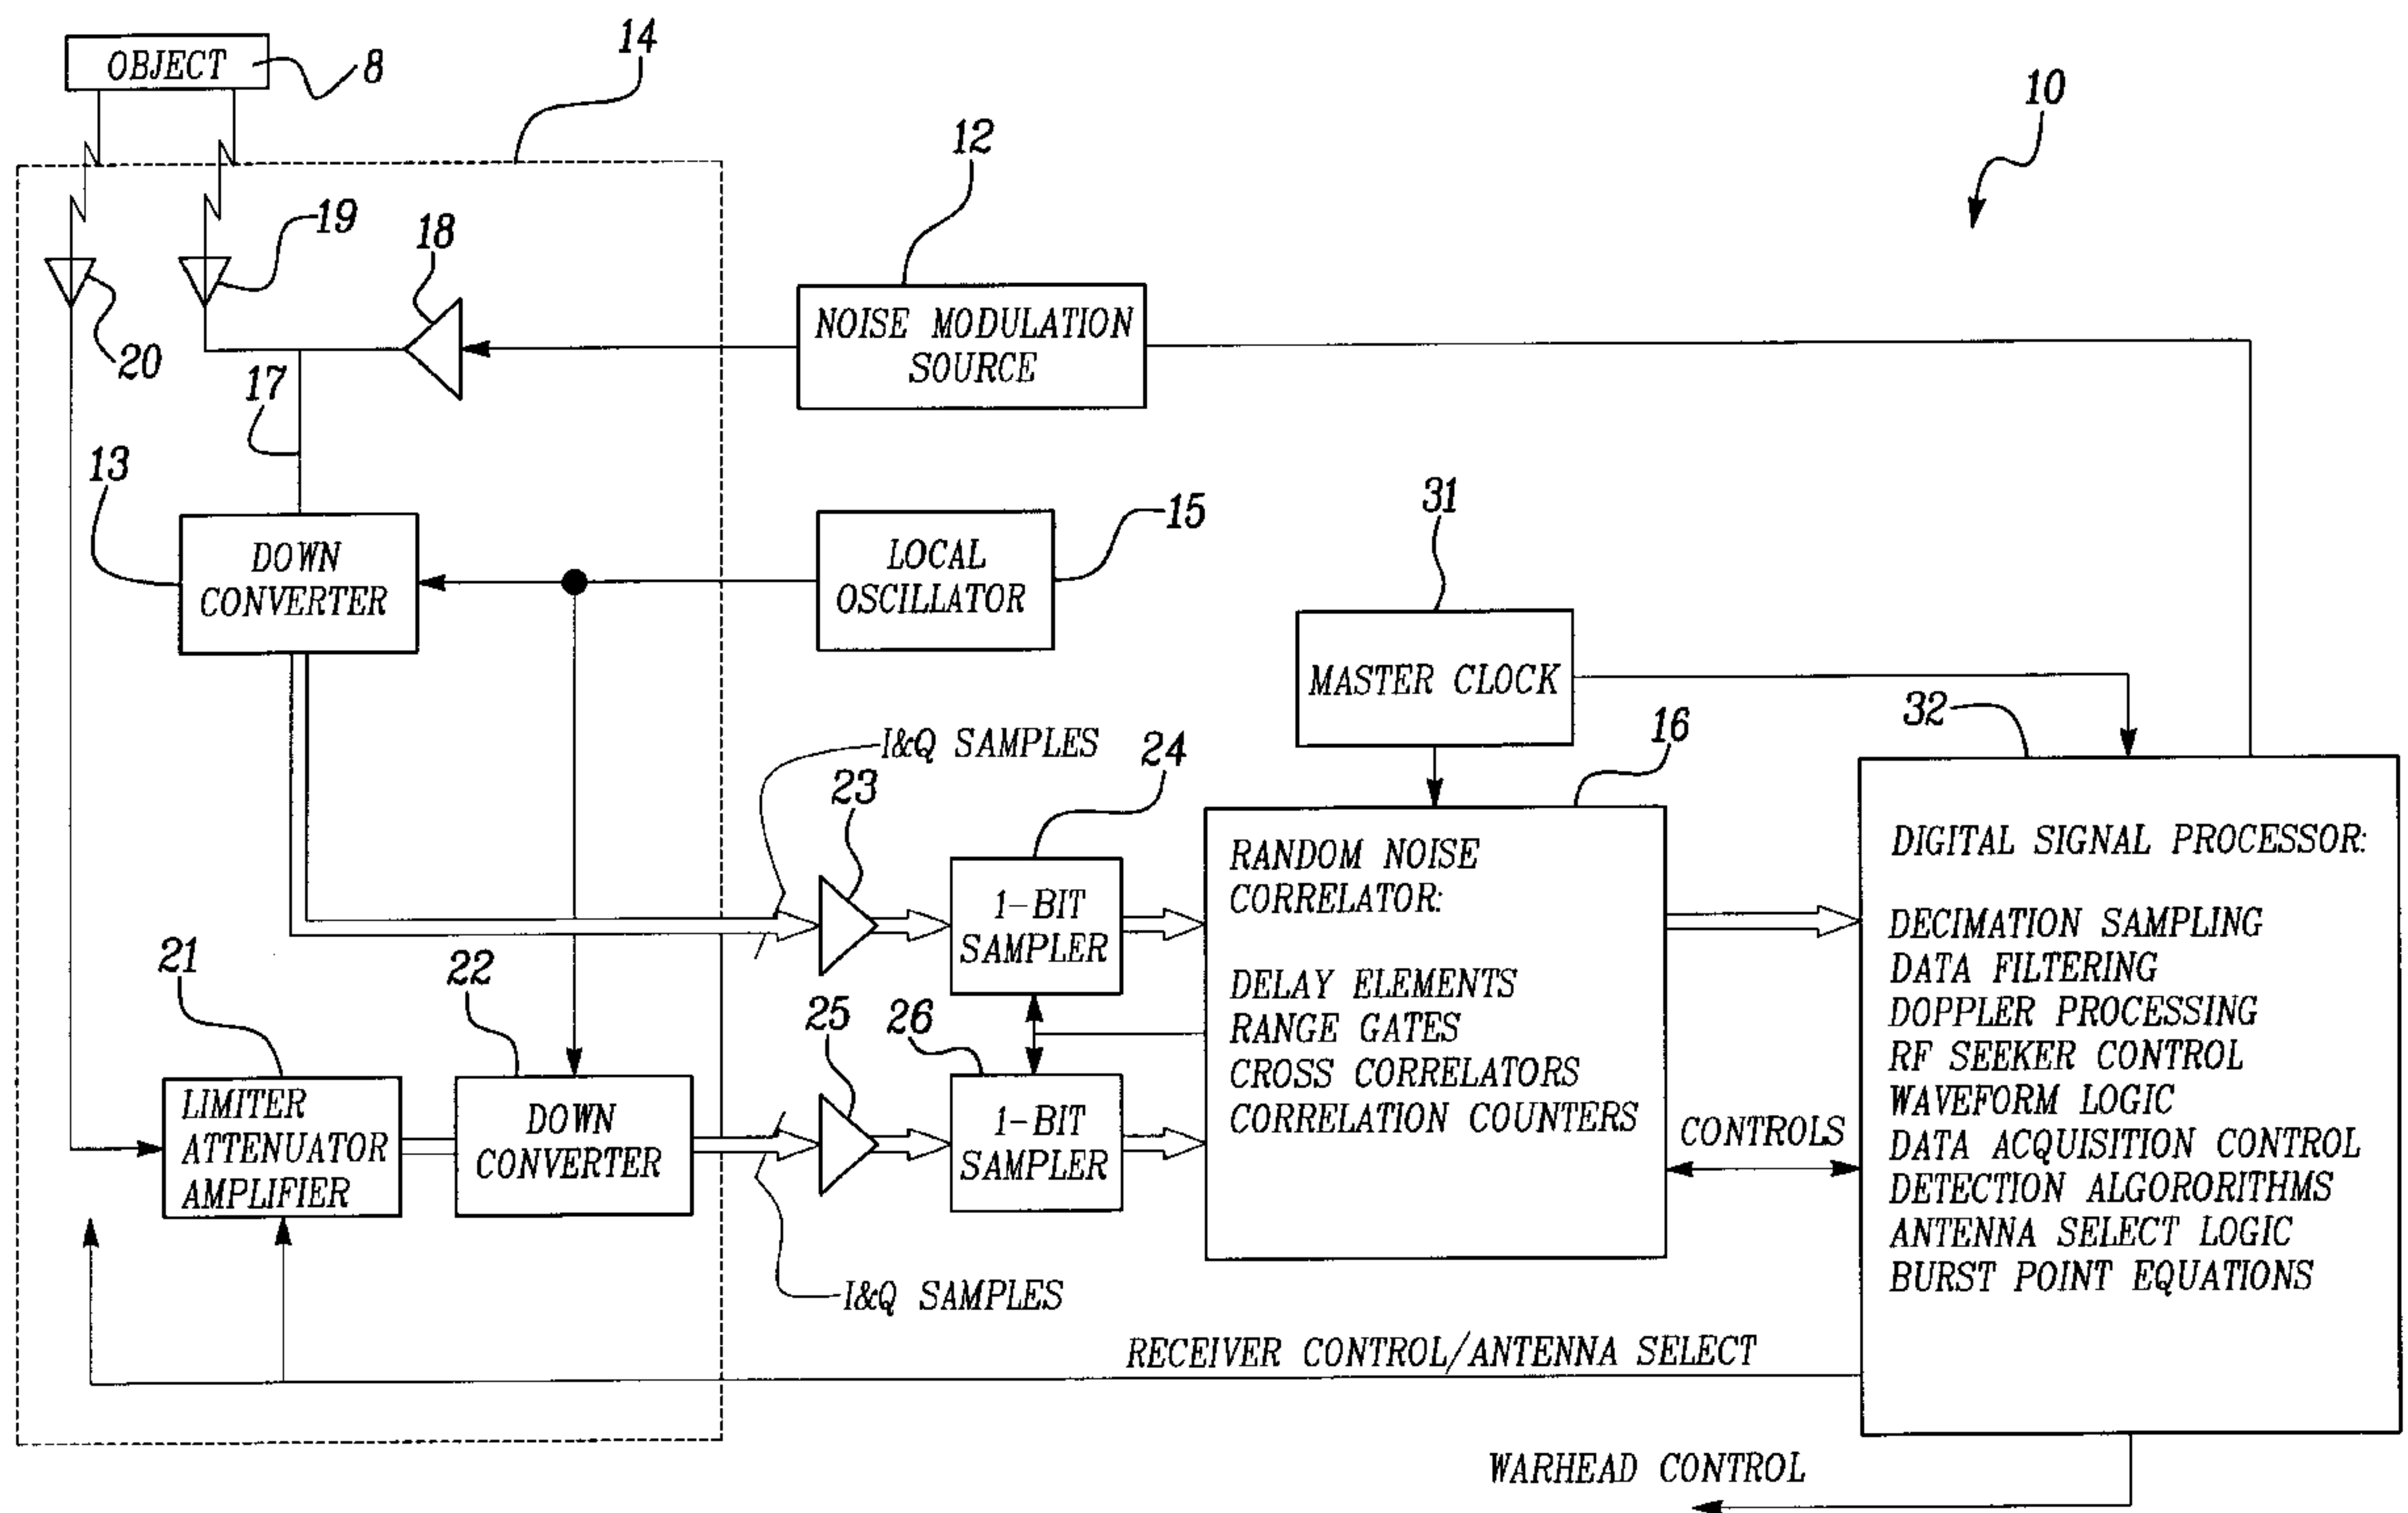 OBJECT
8
14
10
12
19
18
20
NOISE MODULATION
SOURCE
17
13
15
31
DOWN
CONVERTER
LOCAL
OSCILLATOR
MASTER CLOCK
32
16
I&Q SAMPLES
24
23
RANDOM NOISE
CORRELATOR:
DELAY ELEMENTS
RANGE GATES
CROSS CORRELATORS
CORRELATION COUNTERS
DIGITAL SIGNAL PROCESSOR:
DECIMATION SAMPLING
DATA FILTERING
DOPPLER PROCESSING
RF SEEKER CONTROL
WAVEFORM LOGIC
DATA ACQUISITION CONTROL
DETECTION ALGORORITHMS
ANTENNA SELECT LOGIC
BURST POINT EQUATIONS
1-BIT
SAMPLER
21
22
25
26
LIMITER
ATTENUATOR
AMPLIFIER
DOWN
CONVERTER
1-BIT
SAMPLER
CONTROLS
I&Q SAMPLES
RECEIVER CONTROL/ANTENNA SELECT
WARHEAD CONTROL